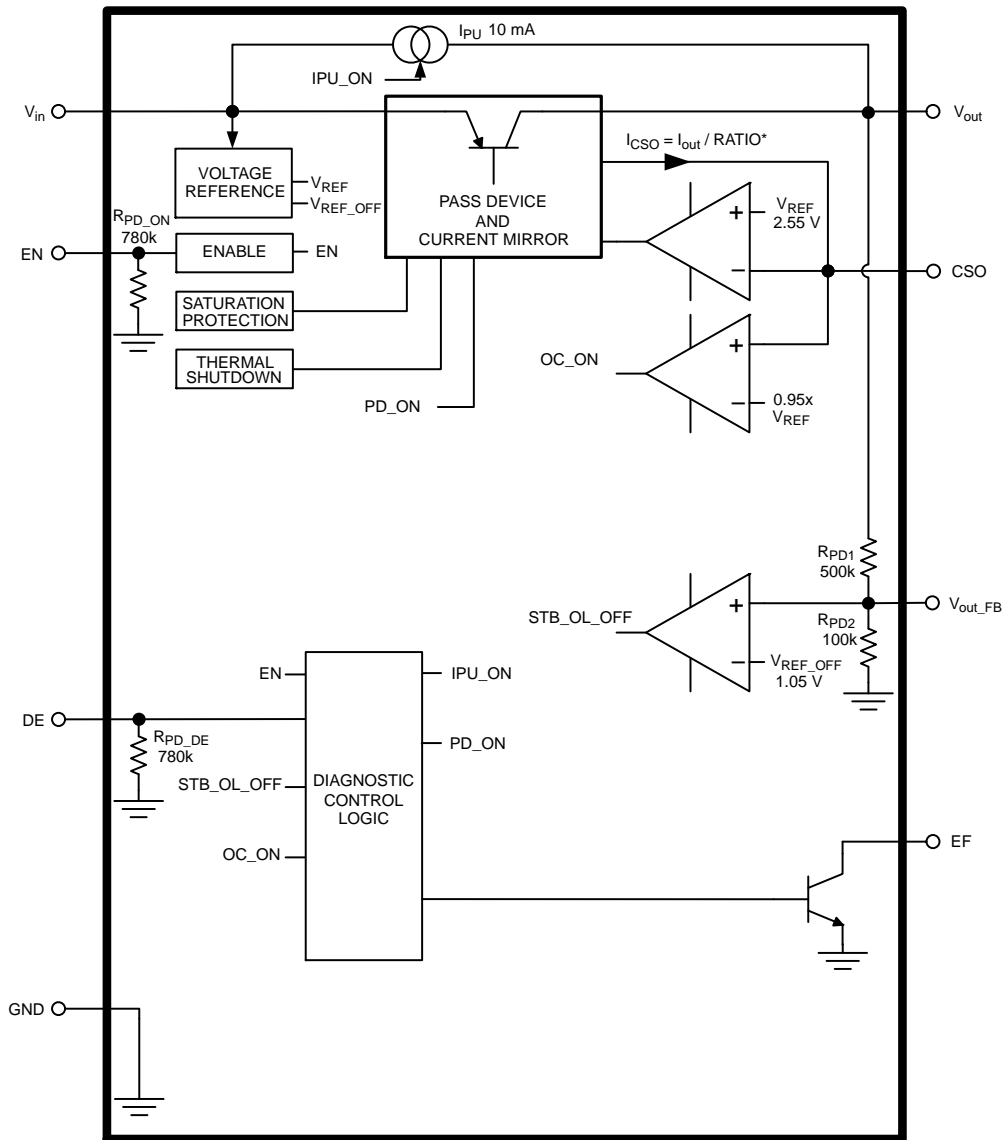 I_PU 10 mA
IPU_ON
V_in
V_out
I_CSO = I_out / RATIO*
VOLTAGE
REFERENCE
V_REF
V_REF_OFF
PASS DEVICE
AND
CURRENT MIRROR
+
V_REF
2.55 V
−
R_PD_ON
780k
EN
ENABLE
EN
CSO
SATURATION
PROTECTION
THERMAL
SHUTDOWN
PD_ON
OC_ON
+
−
0.95x
V_REF
R_PD1
500k
V_out_FB
R_PD2
100k
STB_OL_OFF
+
−
V_REF_OFF
1.05 V
EN
IPU_ON
DE
R_PD_DE
780k
PD_ON
STB_OL_OFF
DIAGNOSTIC
CONTROL
LOGIC
OC_ON
EF
GND